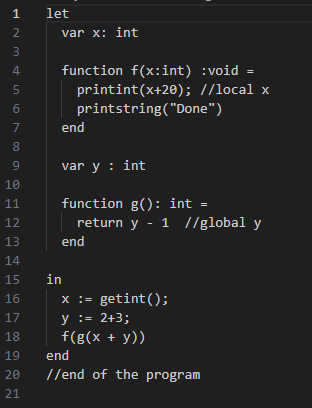 1 let
2 var x: int
3
4 function f(x:int) :void =
5 printint(x+20); //local x
6 printstring("Done")
7 end
8
9 var y : int
10
11 function g(): int =
12 return y - 1 //global y
13 end
14
15 in
16 x := getint();
17 y := 2+3;
18 f(g(x + y))
19 end
20 //end of the program
21